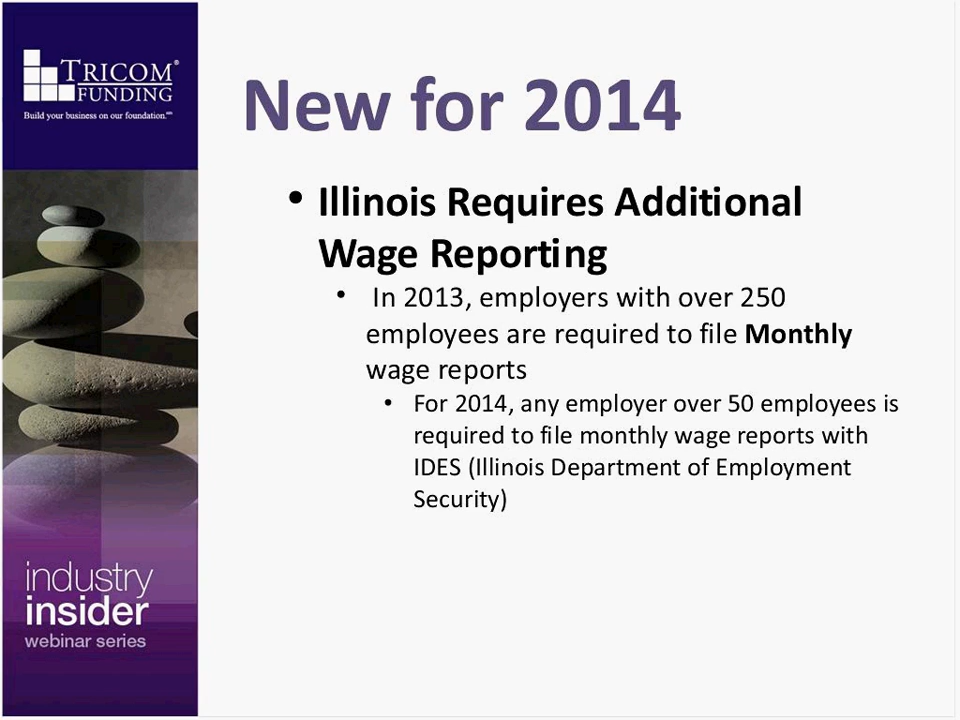 TRICOM®
FUNDING
Build your business on our foundation.℠
New for 2014
• Illinois Requires Additional
Wage Reporting
• In 2013, employers with over 250
employees are required to file Monthly
wage reports
• For 2014, any employer over 50 employees is
required to file monthly wage reports with
IDES (Illinois Department of Employment
Security)
industry
insider
webinar series